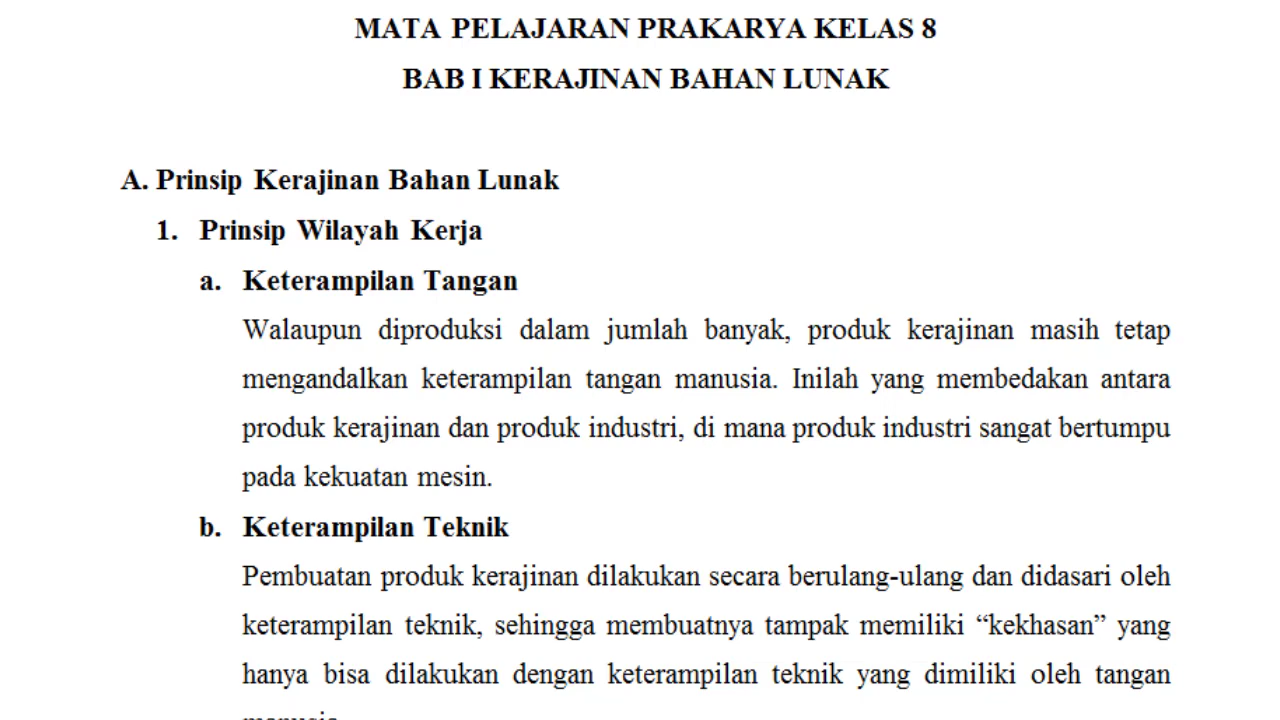 MATA PELAJARAN PRAKARYA KELAS 8
BAB I KERAJINAN BAHAN LUNAK
A. Prinsip Kerajinan Bahan Lunak
1. Prinsip Wilayah Kerja
a. Keterampilan Tangan
Walaupun diproduksi dalam jumlah banyak, produk kerajinan masih tetap
mengandalkan keterampilan tangan manusia. Inilah yang membedakan antara
produk kerajinan dan produk industri, di mana produk industri sangat bertumpu
pada kekuatan mesin.
b. Keterampilan Teknik
Pembuatan produk kerajinan dilakukan secara berulang-ulang dan didasari oleh
keterampilan teknik, sehingga membuatnya tampak memiliki “kekhasan” yang
hanya bisa dilakukan dengan keterampilan teknik yang dimiliki oleh tangan